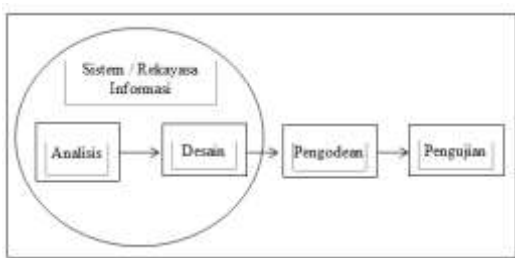 Sistem / Rekayasa
Informasi
Analisis
Desain
Pengodean
Pengujian